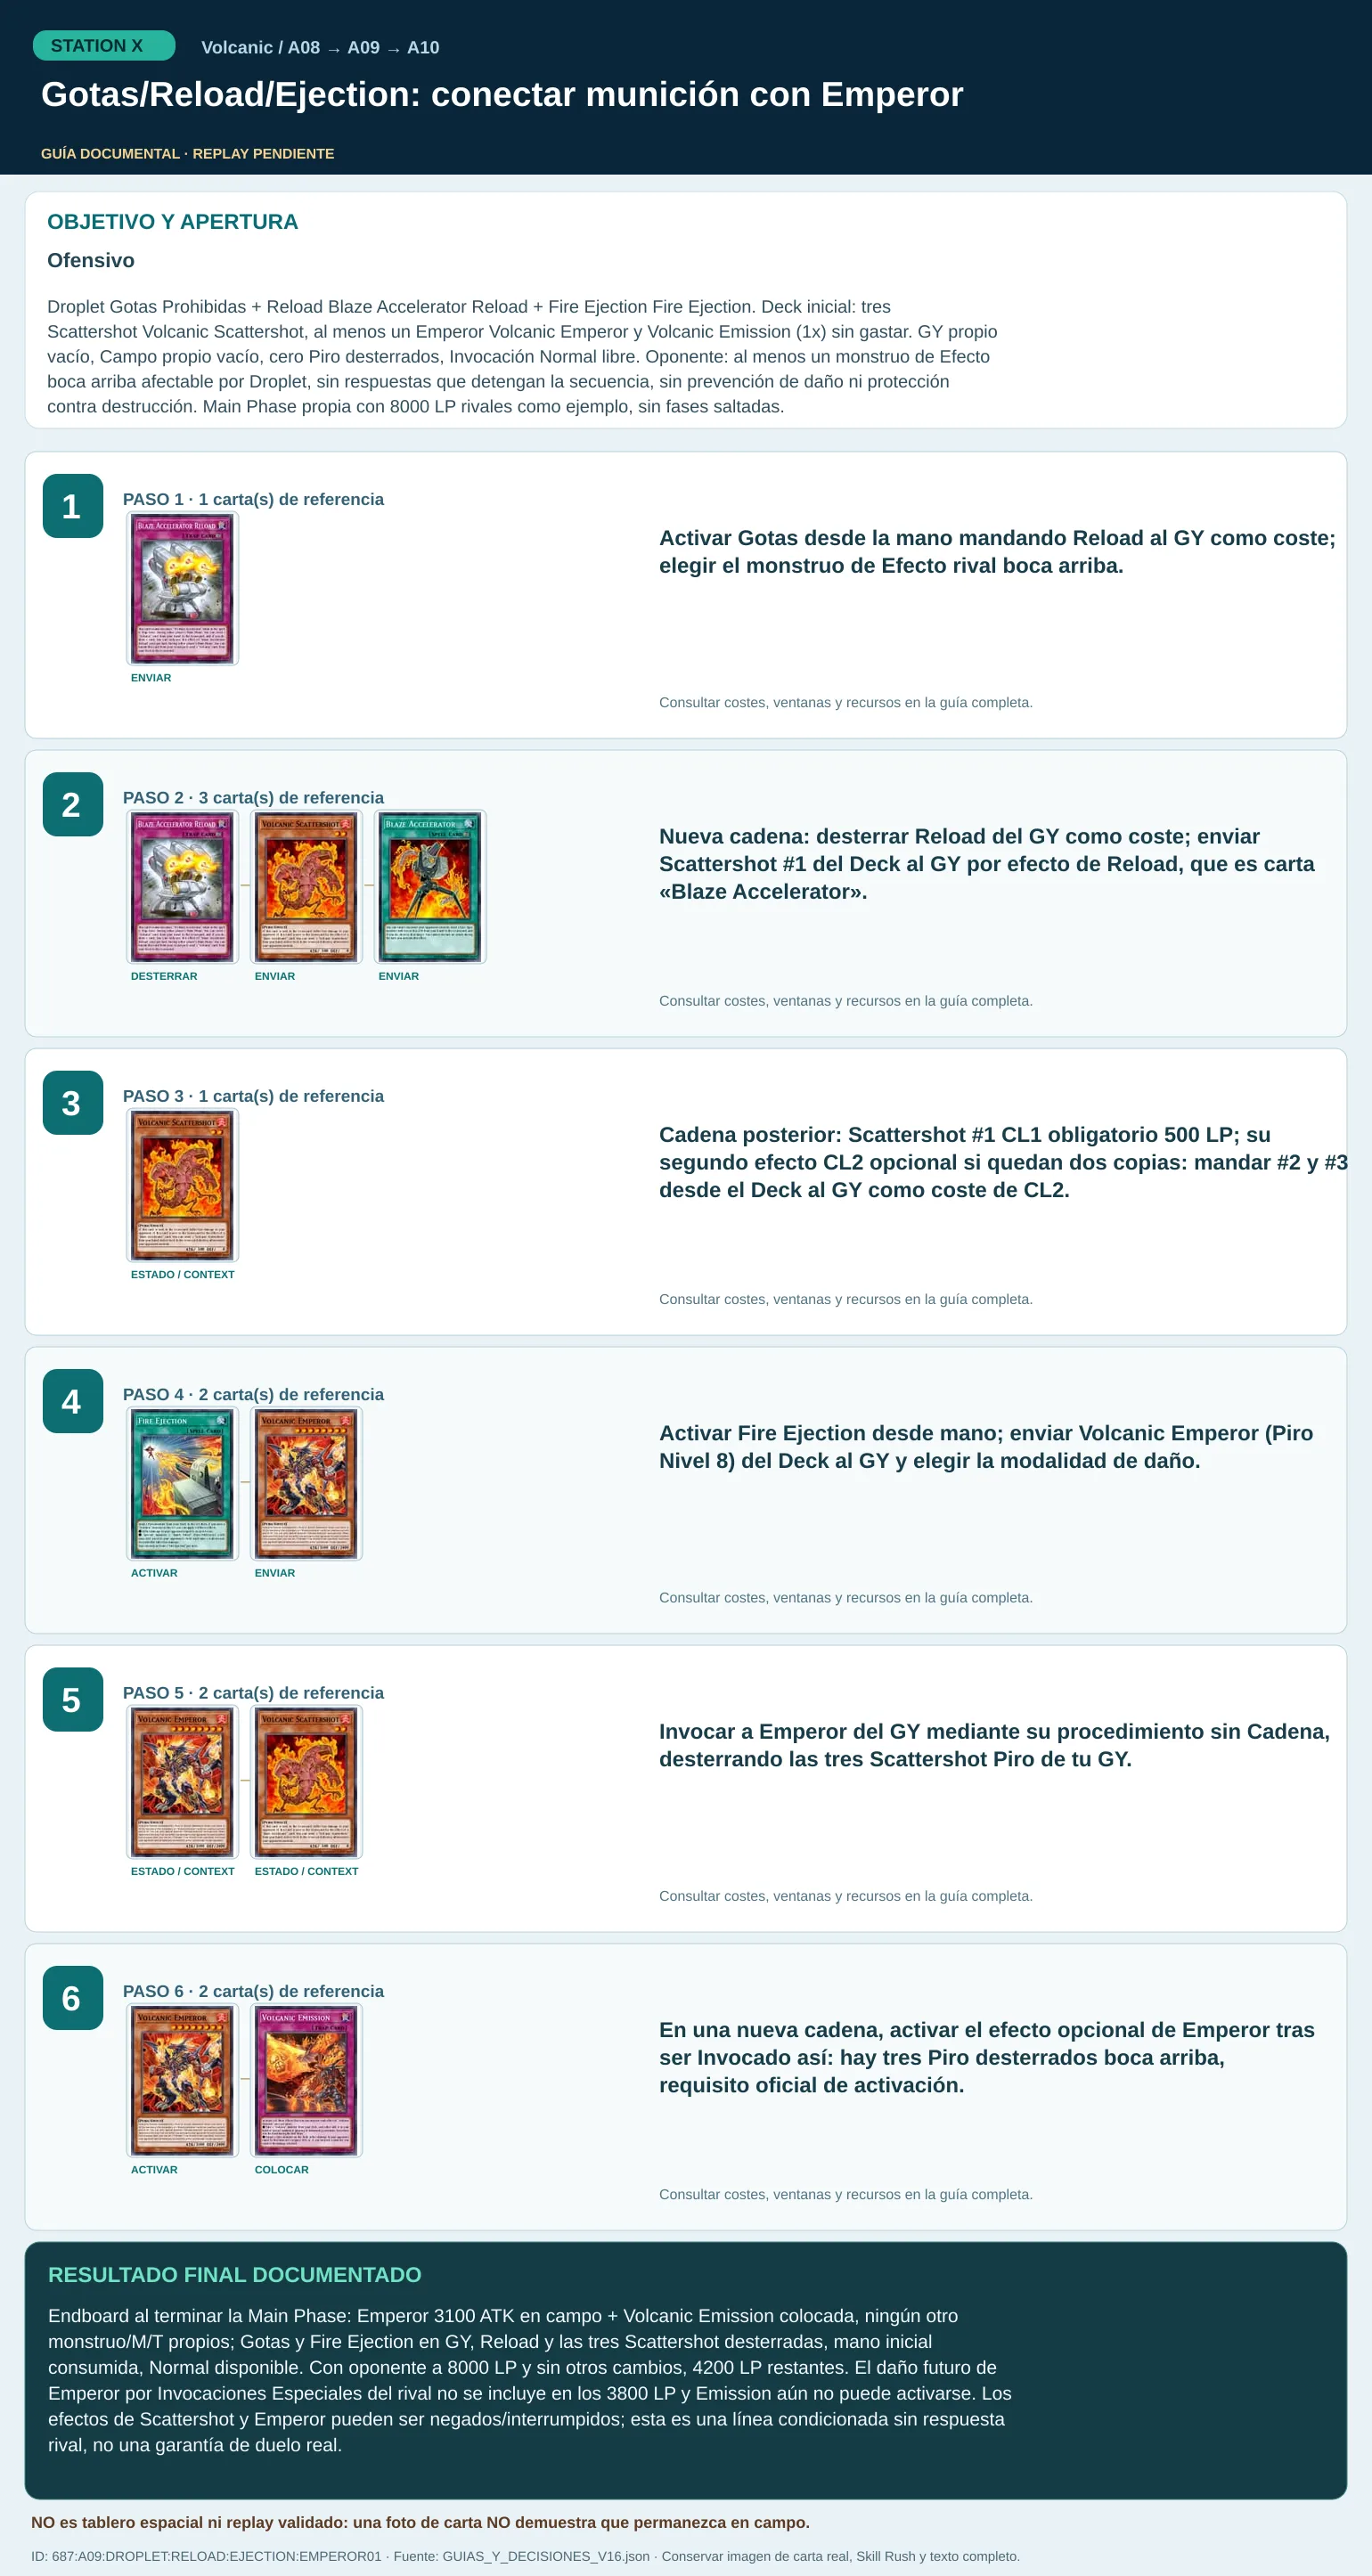 STATION X
Volcanic / A08 → A09 → A10
Gotas/Reload/Ejection: conectar munición con Emperor
GUÍA DOCUMENTAL · REPLAY PENDIENTE
OBJETIVO Y APERTURA
Ofensivo
Droplet Gotas Prohibidas + Reload Blaze Accelerator Reload + Fire Ejection Fire Ejection. Deck inicial: tres
Scattershot Volcanic Scattershot, al menos un Emperor Volcanic Emperor y Volcanic Emission (1x) sin gastar. GY propio
vacío, Campo propio vacío, cero Piro desterrados, Invocación Normal libre. Oponente: al menos un monstruo de Efecto
boca arriba afectable por Droplet, sin respuestas que detengan la secuencia, sin prevención de daño ni protección
contra destrucción. Main Phase propia con 8000 LP rivales como ejemplo, sin fases saltadas.
1
PASO 1 · 1 carta(s) de referencia
BLAZE ACCELERATOR RELOAD
ENVIAR
Activar Gotas desde la mano mandando Reload al GY como coste;
elegir el monstruo de Efecto rival boca arriba.
Consultar costes, ventanas y recursos en la guía completa.
2
PASO 2 · 3 carta(s) de referencia
BLAZE ACCELERATOR RELOAD
VOLCANIC SCATTERSHOT
BLAZE ACCELERATOR
DESTERRAR
ENVIAR
ENVIAR
Nueva cadena: desterrar Reload del GY como coste; enviar
Scattershot #1 del Deck al GY por efecto de Reload, que es carta
«Blaze Accelerator».
Consultar costes, ventanas y recursos en la guía completa.
3
PASO 3 · 1 carta(s) de referencia
VOLCANIC SCATTERSHOT
ESTADO / CONTEXT
Cadena posterior: Scattershot #1 CL1 obligatorio 500 LP; su
segundo efecto CL2 opcional si quedan dos copias: mandar #2 y #3
desde el Deck al GY como coste de CL2.
Consultar costes, ventanas y recursos en la guía completa.
4
PASO 4 · 2 carta(s) de referencia
FIRE EJECTION
VOLCANIC EMPEROR
ACTIVAR
ENVIAR
Activar Fire Ejection desde mano; enviar Volcanic Emperor (Piro
Nivel 8) del Deck al GY y elegir la modalidad de daño.
Consultar costes, ventanas y recursos en la guía completa.
5
PASO 5 · 2 carta(s) de referencia
VOLCANIC EMPEROR
VOLCANIC SCATTERSHOT
ESTADO / CONTEXT
ESTADO / CONTEXT
Invocar a Emperor del GY mediante su procedimiento sin Cadena,
desterrando las tres Scattershot Piro de tu GY.
Consultar costes, ventanas y recursos en la guía completa.
6
PASO 6 · 2 carta(s) de referencia
VOLCANIC EMPEROR
VOLCANIC EMISSION
ACTIVAR
COLOCAR
En una nueva cadena, activar el efecto opcional de Emperor tras
ser Invocado así: hay tres Piro desterrados boca arriba,
requisito oficial de activación.
Consultar costes, ventanas y recursos en la guía completa.
RESULTADO FINAL DOCUMENTADO
Endboard al terminar la Main Phase: Emperor 3100 ATK en campo + Volcanic Emission colocada, ningún otro
monstruo/M/T propios; Gotas y Fire Ejection en GY, Reload y las tres Scattershot desterradas, mano inicial
consumida, Normal disponible. Con oponente a 8000 LP y sin otros cambios, 4200 LP restantes. El daño futuro de
Emperor por Invocaciones Especiales del rival no se incluye en los 3800 LP y Emission aún no puede activarse. Los
efectos de Scattershot y Emperor pueden ser negados/interrumpidos; esta es una línea condicionada sin respuesta
rival, no una garantía de duelo real.
NO es tablero espacial ni replay validado: una foto de carta NO demuestra que permanezca en campo.
ID: 687:A09:DROPLET:RELOAD:EJECTION:EMPEROR01 · Fuente: GUIAS_Y_DECISIONES_V16.json · Conservar imagen de carta real, Skill Rush y texto completo.